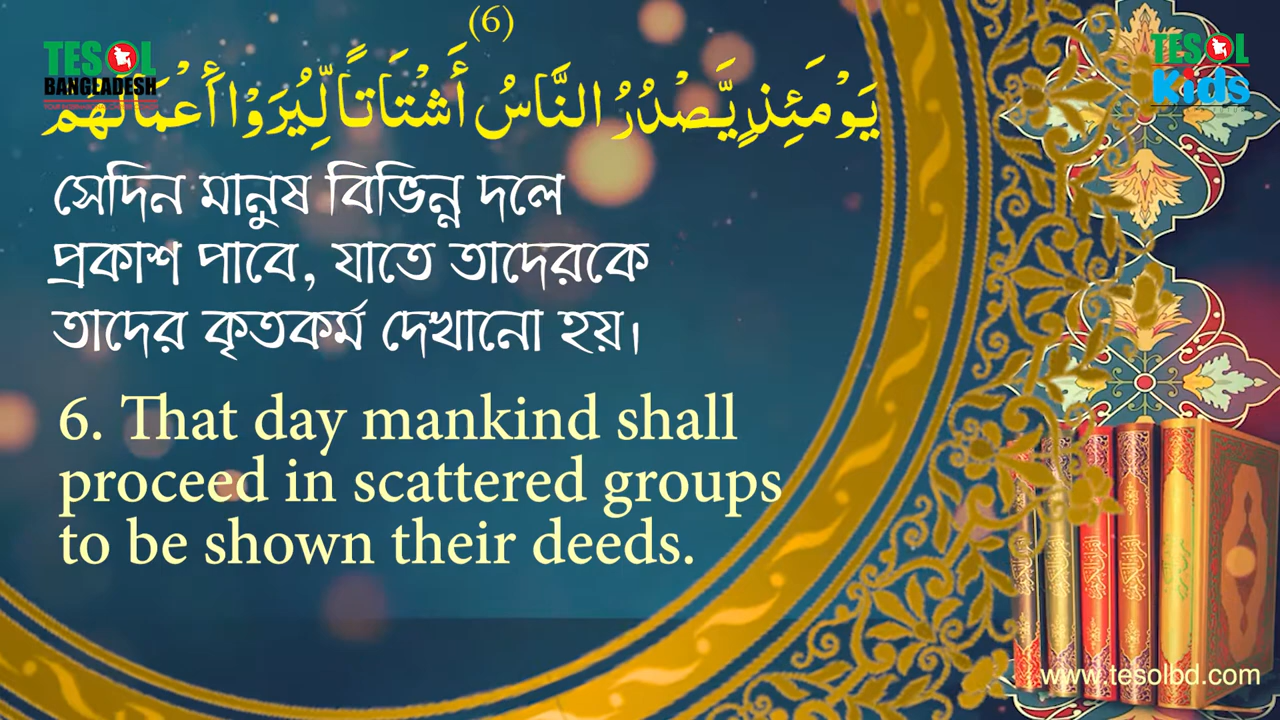 (6)
TESOL
BANGLADESH
TESOL
Kids
يَوْمَئِذٍ يَّصْدُرُ النَّاسُ أَشْتَاتاً لِّيُرَوْا أَعْمَالَهُمْ
সেদিন মানুষ বিভিন্ন দলে
প্রকাশ পাবে, যাতে তাদেরকে
তাদের কৃতকর্ম দেখানো হয়।
6. That day mankind shall
proceed in scattered groups
to be shown their deeds.
www.tesolbd.com